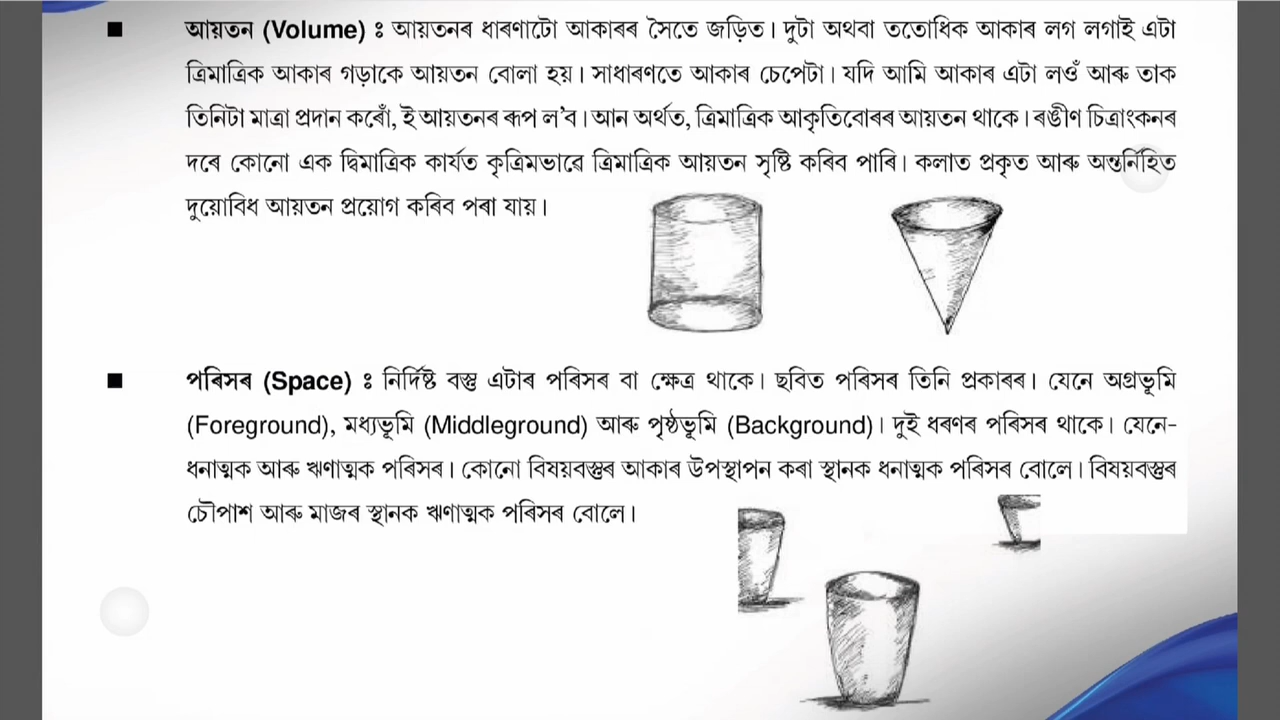 ■ আয়তন (Volume) ঃ আয়তনৰ ধাৰণাটো আকাৰৰ সৈতে জড়িত। দুটা অথবা ততোধিক আকাৰ লগ লগাই এটা
ত্ৰিমাত্ৰিক আকাৰ গড়াকে আয়তন বোলা হয়। সাধাৰণতে আকাৰ চেপেটা। যদি আমি আকাৰ এটা লওঁ আৰু তাক
তিনিটা মাত্ৰা প্ৰদান কৰোঁ, ই আয়তনৰ ৰূপ ল’ব। আন অৰ্থত, ত্ৰিমাত্ৰিক আকৃতিবোৰৰ আয়তন থাকে। ৰঙীণ চিত্ৰাংকনৰ
দৰে কোনো এক দ্বিমাত্ৰিক কাৰ্যত কৃত্ৰিমভাৱে ত্ৰিমাত্ৰিক আয়তন সৃষ্টি কৰিব পাৰি। কলাত প্ৰকৃত আৰু অন্তৰ্নিহিত
দুয়োবিধ আয়তন প্ৰয়োগ কৰিব পৰা যায়।
■ পৰিসৰ (Space) ঃ নিৰ্দিষ্ট বস্তু এটাৰ পৰিসৰ বা ক্ষেত্ৰ থাকে। ছবিত পৰিসৰ তিনি প্ৰকাৰৰ। যেনে অগ্ৰভূমি
(Foreground), মধ্যভূমি (Middleground) আৰু পৃষ্ঠভূমি (Background)। দুই ধৰণৰ পৰিসৰ থাকে। যেনে-
ধনাত্মক আৰু ঋণাত্মক পৰিসৰ। কোনো বিষয়বস্তুৰ আকাৰ উপস্থাপন কৰা স্থানক ধনাত্মক পৰিসৰ বোলে। বিষয়বস্তুৰ
চৌপাশ আৰু মাজৰ স্থানক ঋণাত্মক পৰিসৰ বোলে।